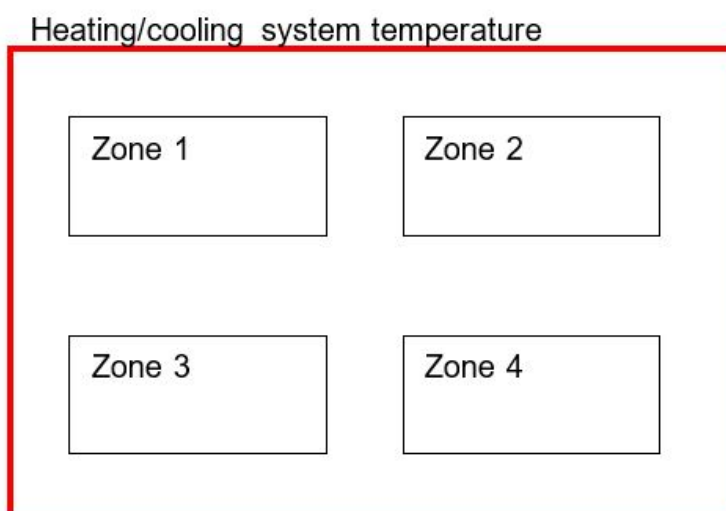 Heating/cooling system temperature
Zone 1
Zone 2
Zone 3
Zone 4